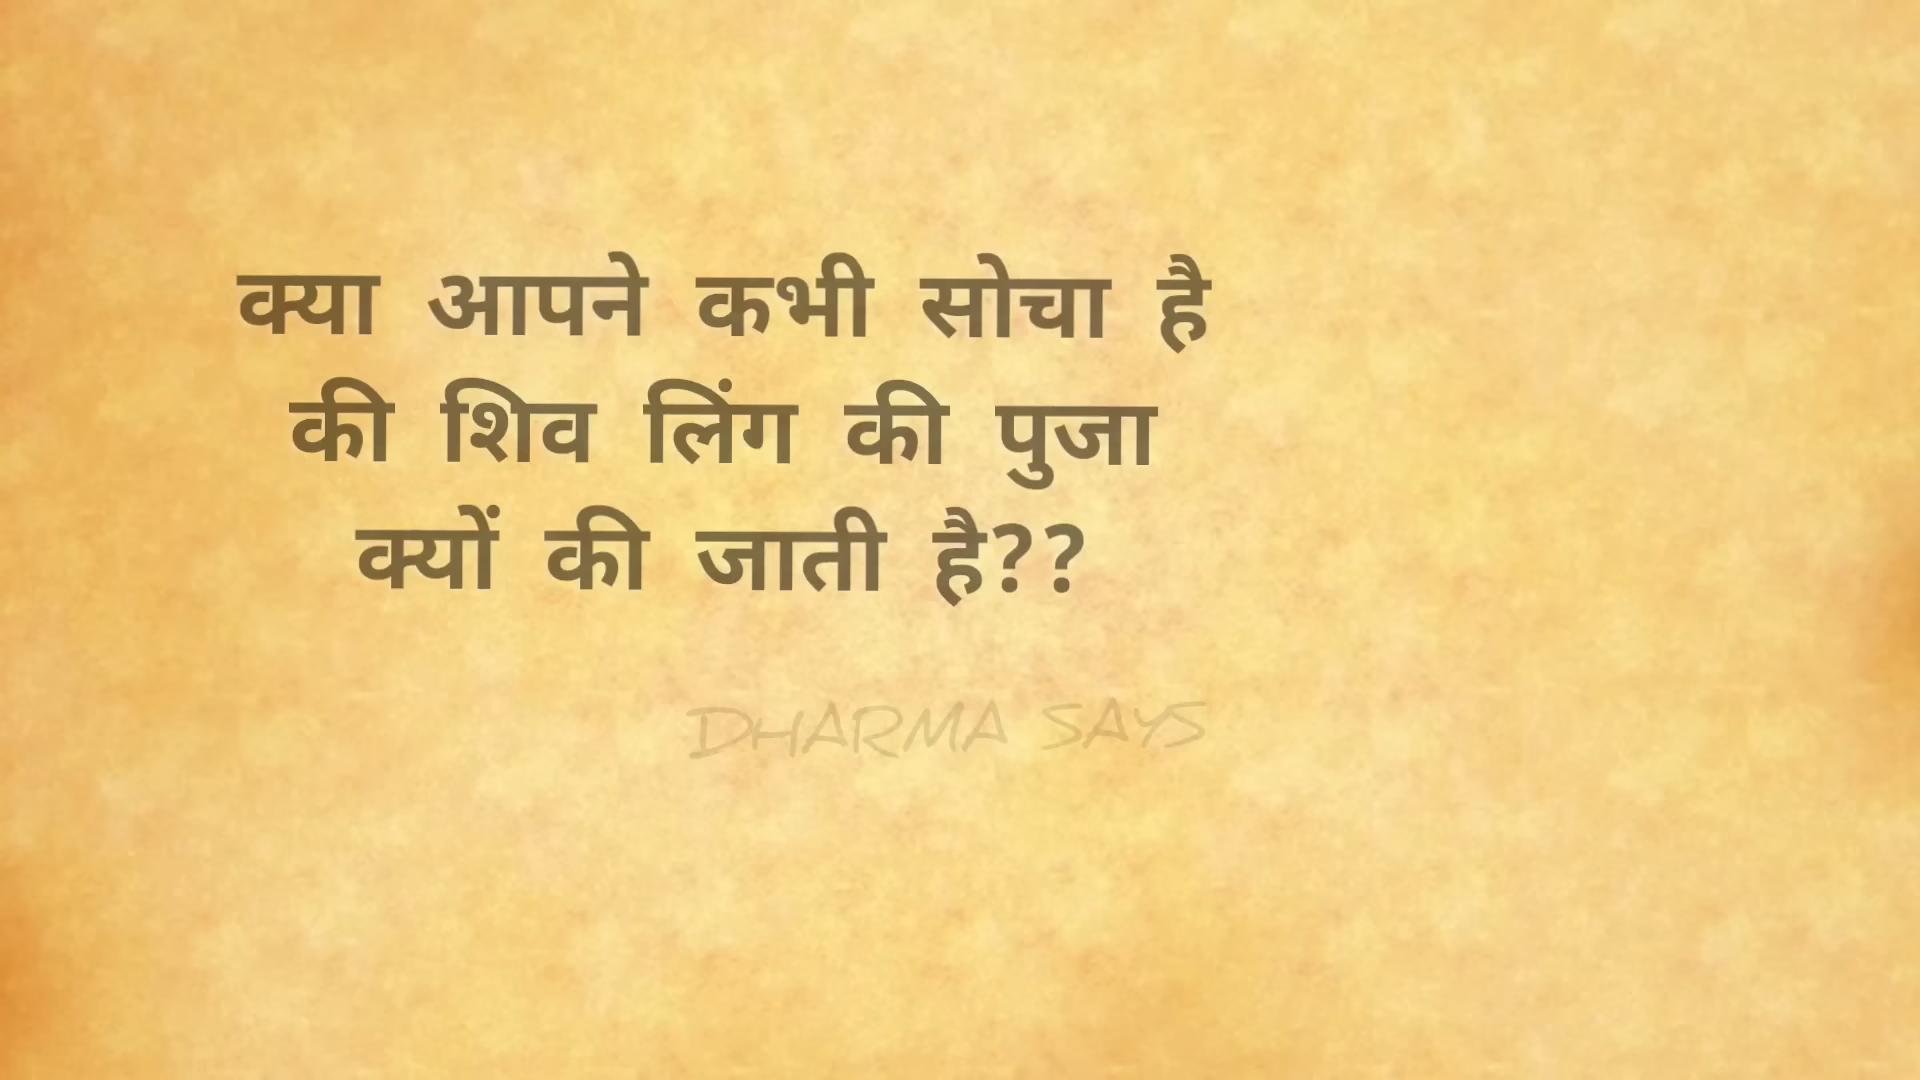 क्या आपने कभी सोचा है
की शिव लिंग की पुजा
क्यों की जाती है??
DHARMA SAYS